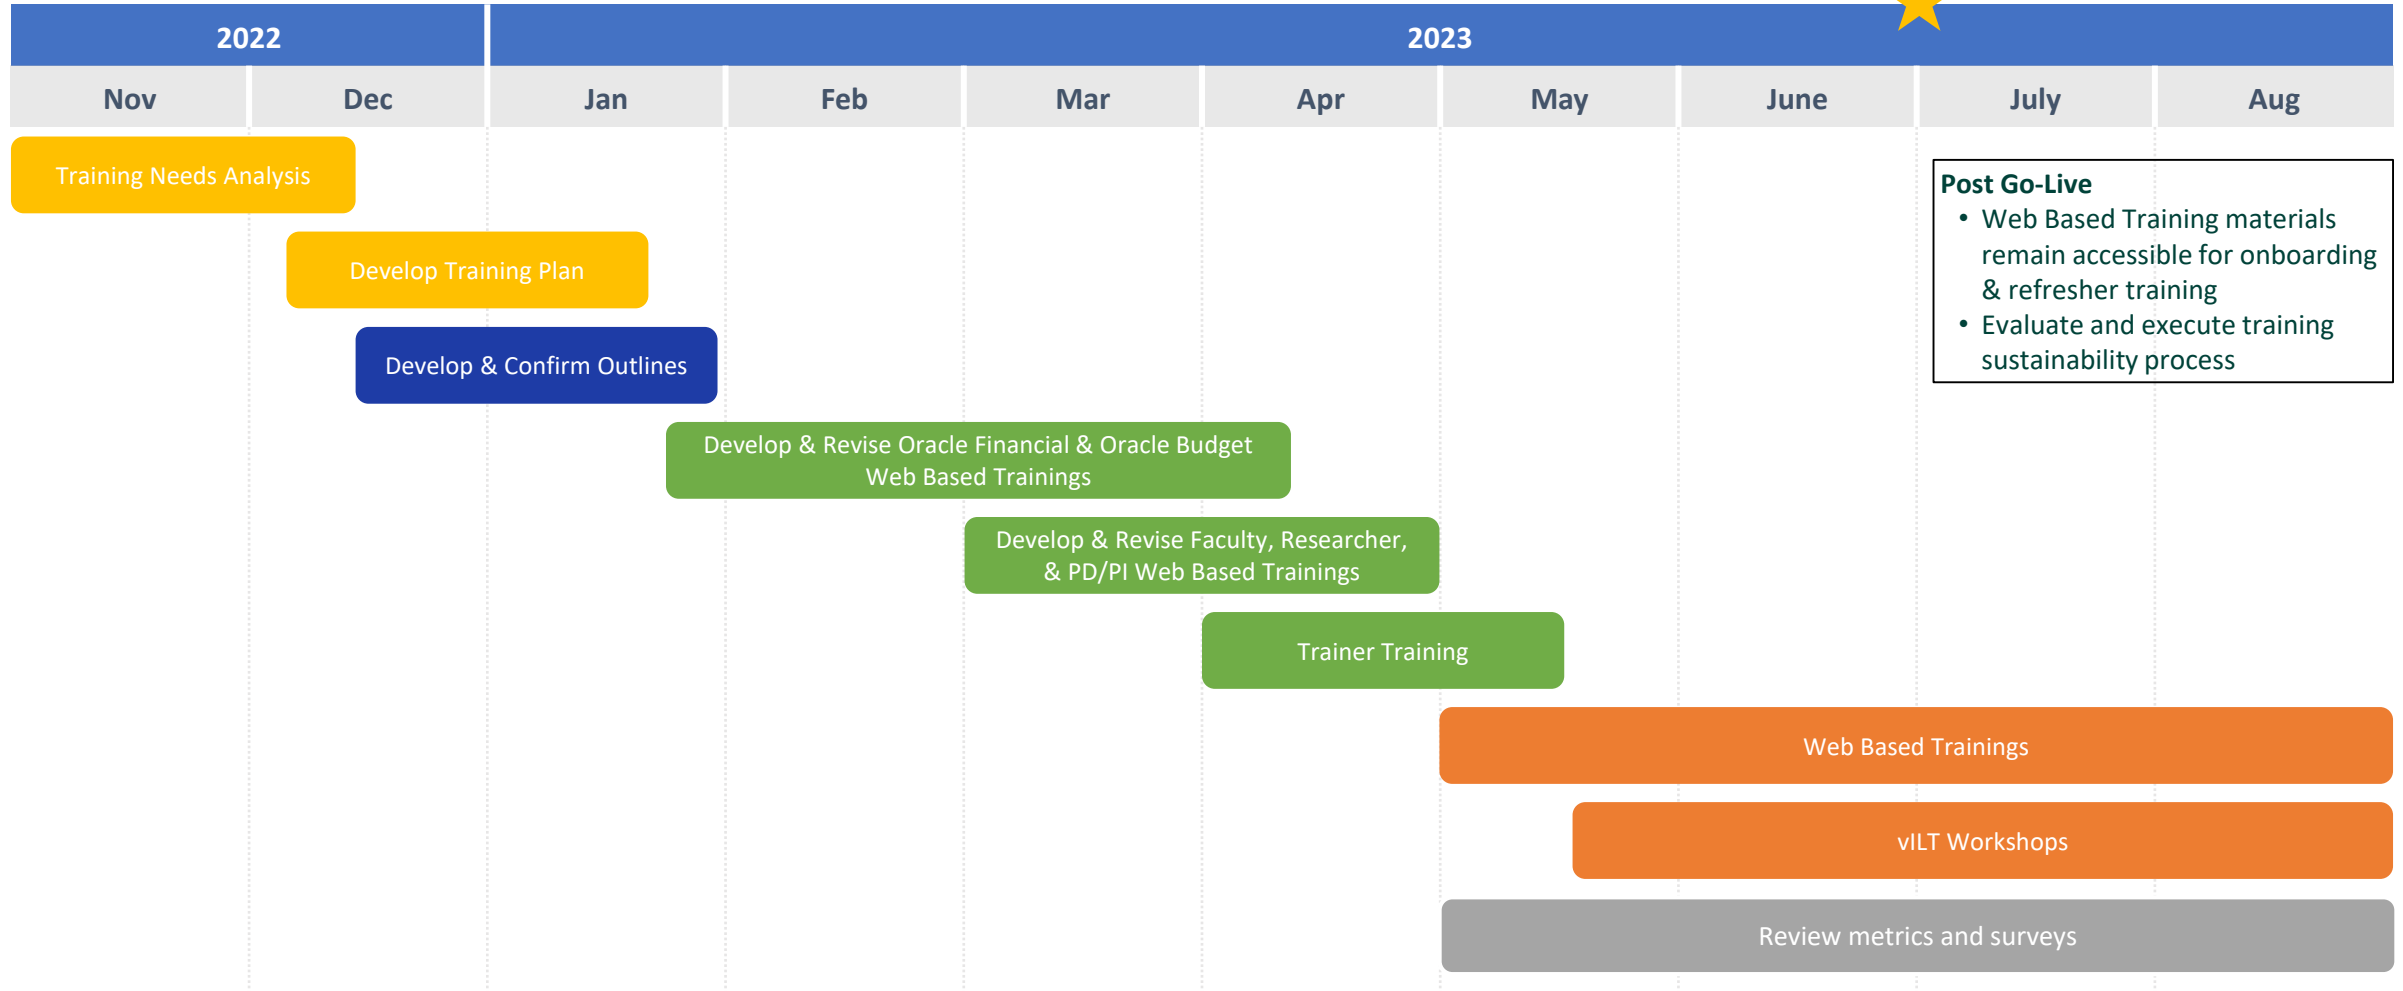 2022
2023
Nov
Dec
Jan
Feb
Mar
Apr
May
June
July
Aug
Training Needs Analysis
Post Go-Live
• Web Based Training materials
remain accessible for onboarding
& refresher training
• Evaluate and execute training
sustainability process
Develop Training Plan
Develop & Confirm Outlines
Develop & Revise Oracle Financial & Oracle Budget
Web Based Trainings
Develop & Revise Faculty, Researcher,
& PD/PI Web Based Trainings
Trainer Training
Web Based Trainings
vILT Workshops
Review metrics and surveys